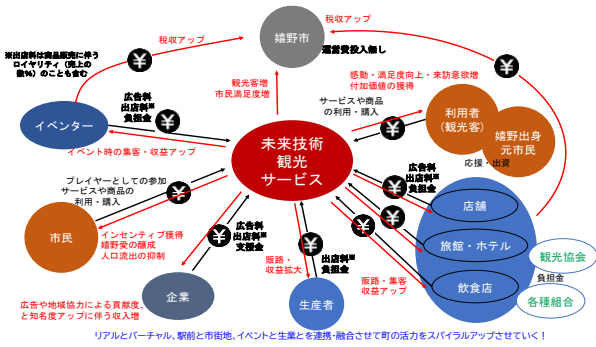 税収アップ
税収アップ
嬉野市
運営費投入無し
※出店料は商品販売に伴う
ロイヤリティ（売上の
数%）のことも含む
¥
¥
観光客増
市民満足度増
感動・満足度向上・来訪意欲増
付加価値の獲得
広告料
出店料※
負担金
¥
サービスや商品
の利用・購入
¥
利用者
(観光客)
嬉野出身
元市民
イベンター
イベント時の集客・収益アップ
未来技術
観光
サービス
応援・出資
プレイヤーとしての参加
サービスや商品の
利用・購入
¥
広告料
出店料※
負担金
¥
店舗
市民
インセンティブ獲得
嬉野愛の醸成
人口流出の抑制
広告料
出店料※
支援金
¥
¥
¥
¥
旅館・ホテル
観光協会
販路・
収益拡大
出店料※
負担金
販路・集客
収益アップ
飲食店
負担金
各種組合
企業
生産者
広告や地域協力による貢献度、
と知名度アップに伴う収入増
リアルとバーチャル、駅前と市街地、イベントと生業とを連携・融合させて町の活力をスパイラルアップさせていく！